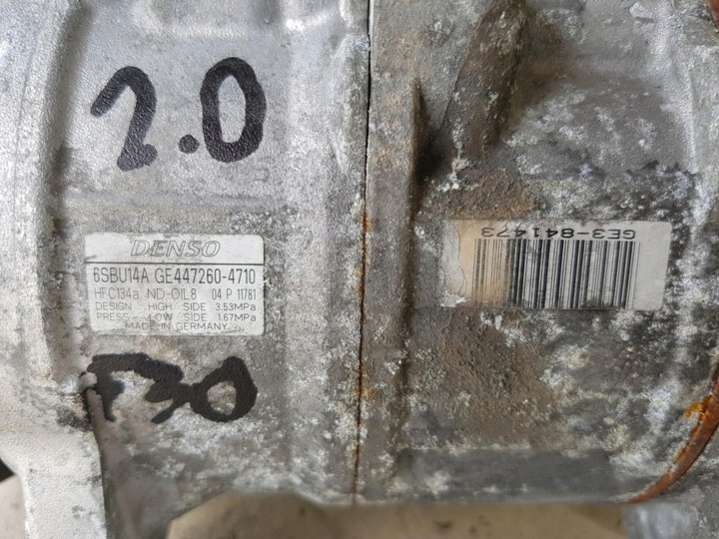 2.0
DENSO
6SBU14A GE447260-4710
HFC134a ND-OIL8 04 P 11781
DESIGN HIGH SIDE 3.53MPa
PRESS. LOW SIDE 1.67MPa
MADE IN GERMANY
F30
GE3-841473